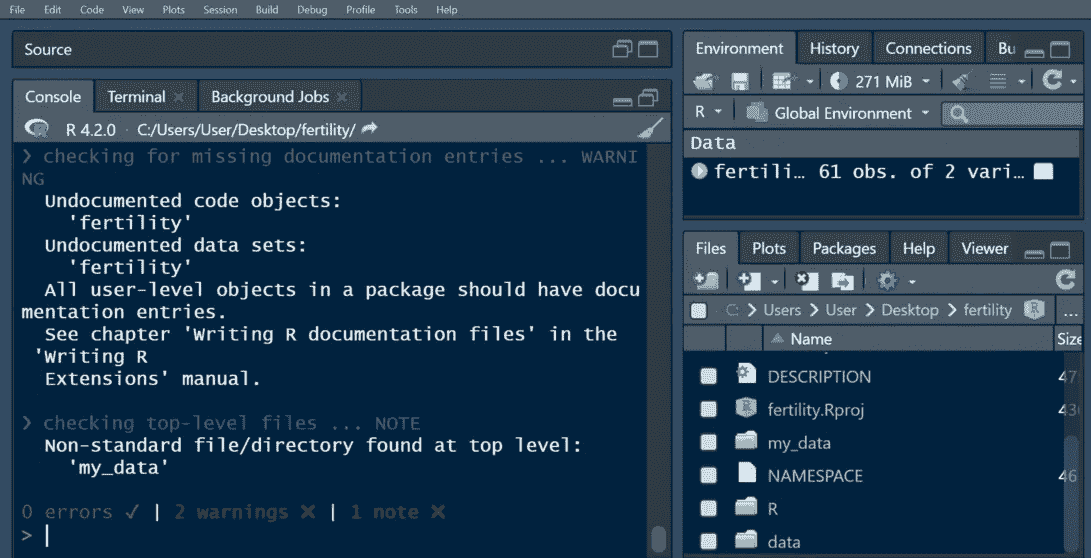 File Edit Code View Plots Session Build Debug Profile Tools Help
Source
Console Terminal Background Jobs
R 4.2.0 · C:/Users/User/Desktop/fertility/
❯ checking for missing documentation entries ... WARNI
NG
Undocumented code objects:
'fertility'
Undocumented data sets:
'fertility'
All user-level objects in a package should have docu
mentation entries.
See chapter 'Writing R documentation files' in the
'Writing R
Extensions' manual.
❯ checking top-level files ... NOTE
Non-standard file/directory found at top level:
'my_data'
0 errors ✓ | 2 warnings ✖ | 1 note ✖
>
Environment History Connections Bu
271 MiB
R Global Environment
Data
fertili… 61 obs. of 2 vari…
Files Plots Packages Help Viewer
C: > Users > User > Desktop > fertility ...
Name Size
DESCRIPTION 47
fertility.Rproj 436
my_data
NAMESPACE 46
R
data